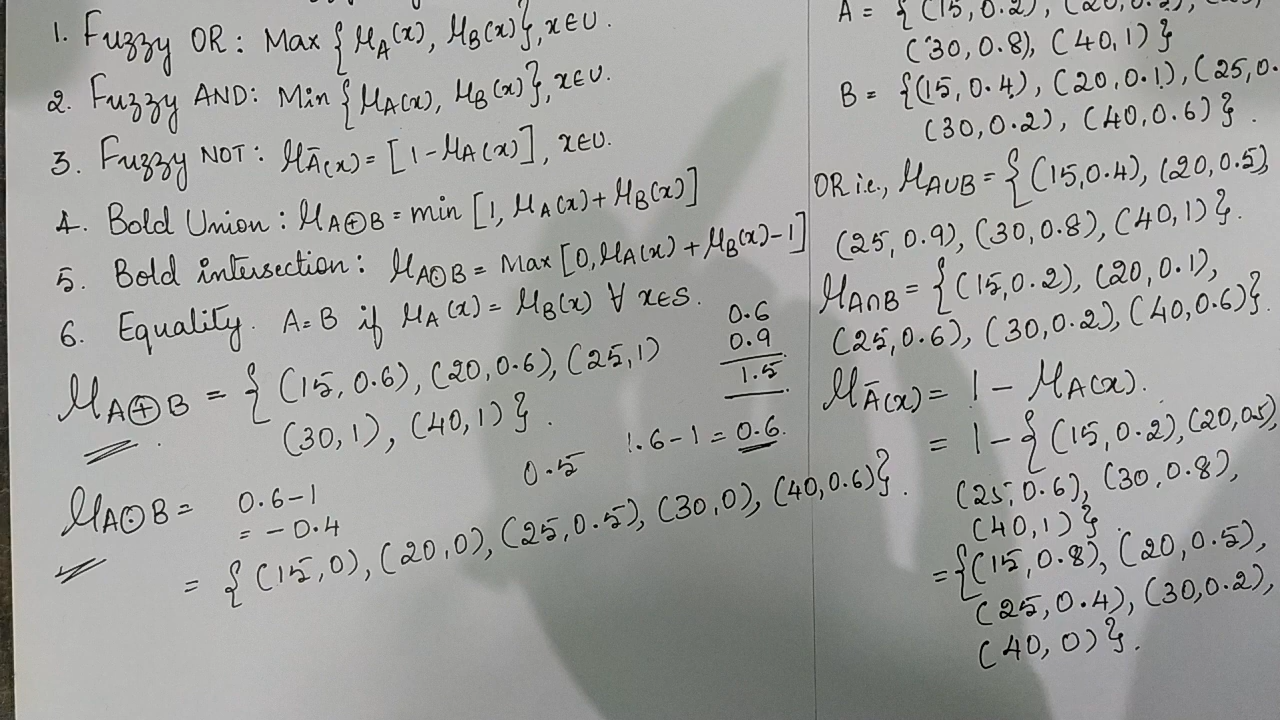 1. Fuzzy OR : Max { μA(x), μB(x)}, x∈U.
2. Fuzzy AND: Min {μA(x), μB(x)}, x∈U.
3. Fuzzy NOT : μĀ(x) = [1-μA(x)], x∈U.
4. Bold Union : μA⊕B = min [1, μA(x) + μB(x)]
5. Bold intersection : μA⊙B = Max [0, μA(x) + μB(x)-1]
6. Equality. A=B if μA(x) = μB(x) ∀ x∈S.
μA⊕B = { (15,0.6), (20,0.6), (25,1)
(30,1), (40,1) }.
0.6
0.9
1.5
0.5
1.6-1 = 0.6.
μA⊙B = 0.6-1
= -0.4
= { (15,0), (20,0), (25,0.5), (30,0), (40,0.6)}.
A = { (15,0.2),
(30,0.8), (40,1) }
B = {(15,0.4), (20,0.1), (25,0.
(30,0.2), (40,0.6) }.
OR i.e., μA∪B = { (15,0.4), (20,0.5),
(25,0.9), (30,0.8), (40,1) }.
μA∩B = { (15,0.2), (20,0.1),
(25,0.6), (30,0.2), (40,0.6)}.
μĀ(x) = 1 - μA(x).
= 1 - { (15,0.2), (20,0.5),
(25,0.6), (30,0.8),
(40,1) }
= {(15,0.8), (20,0.5),
(25,0.4), (30,0.2),
(40,0) }.